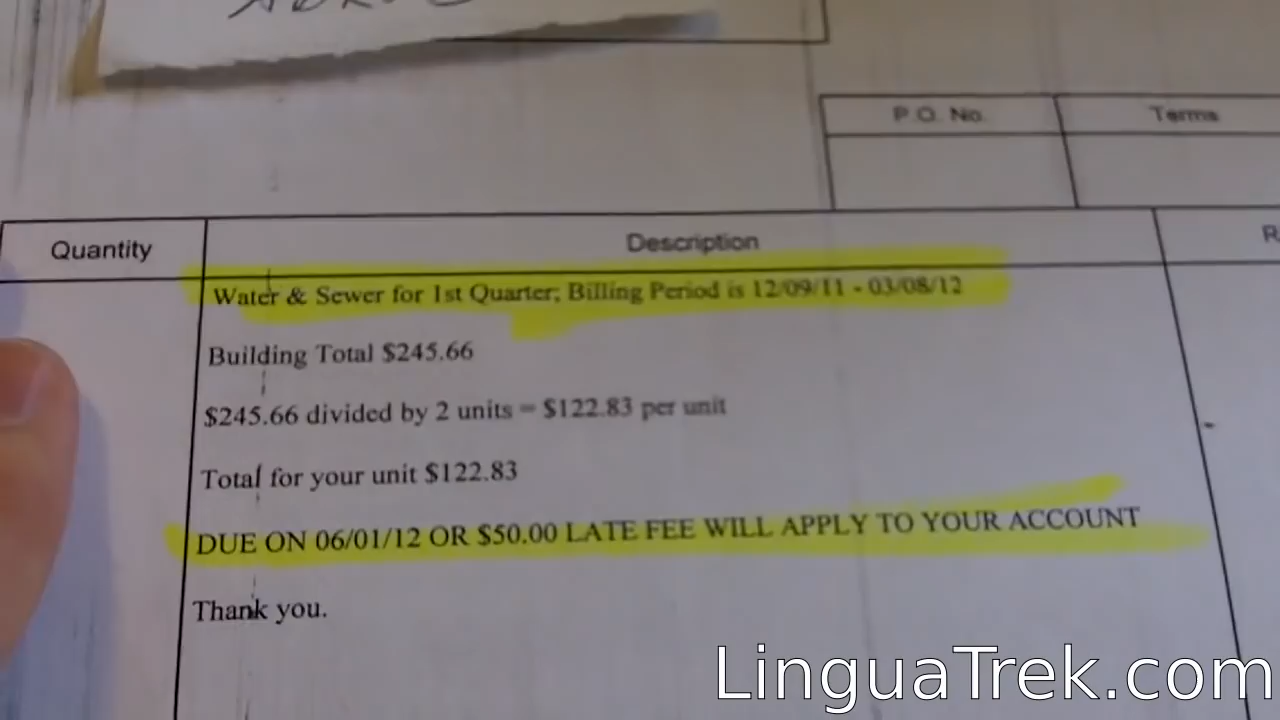 P.O. No.
Terms
Quantity
Description
Water & Sewer for 1st Quarter; Billing Period is 12/09/11 - 03/08/12
Building Total $245.66
$245.66 divided by 2 units = $122.83 per unit
Total for your unit $122.83
DUE ON 06/01/12 OR $50.00 LATE FEE WILL APPLY TO YOUR ACCOUNT
Thank you.
LinguaTrek.com